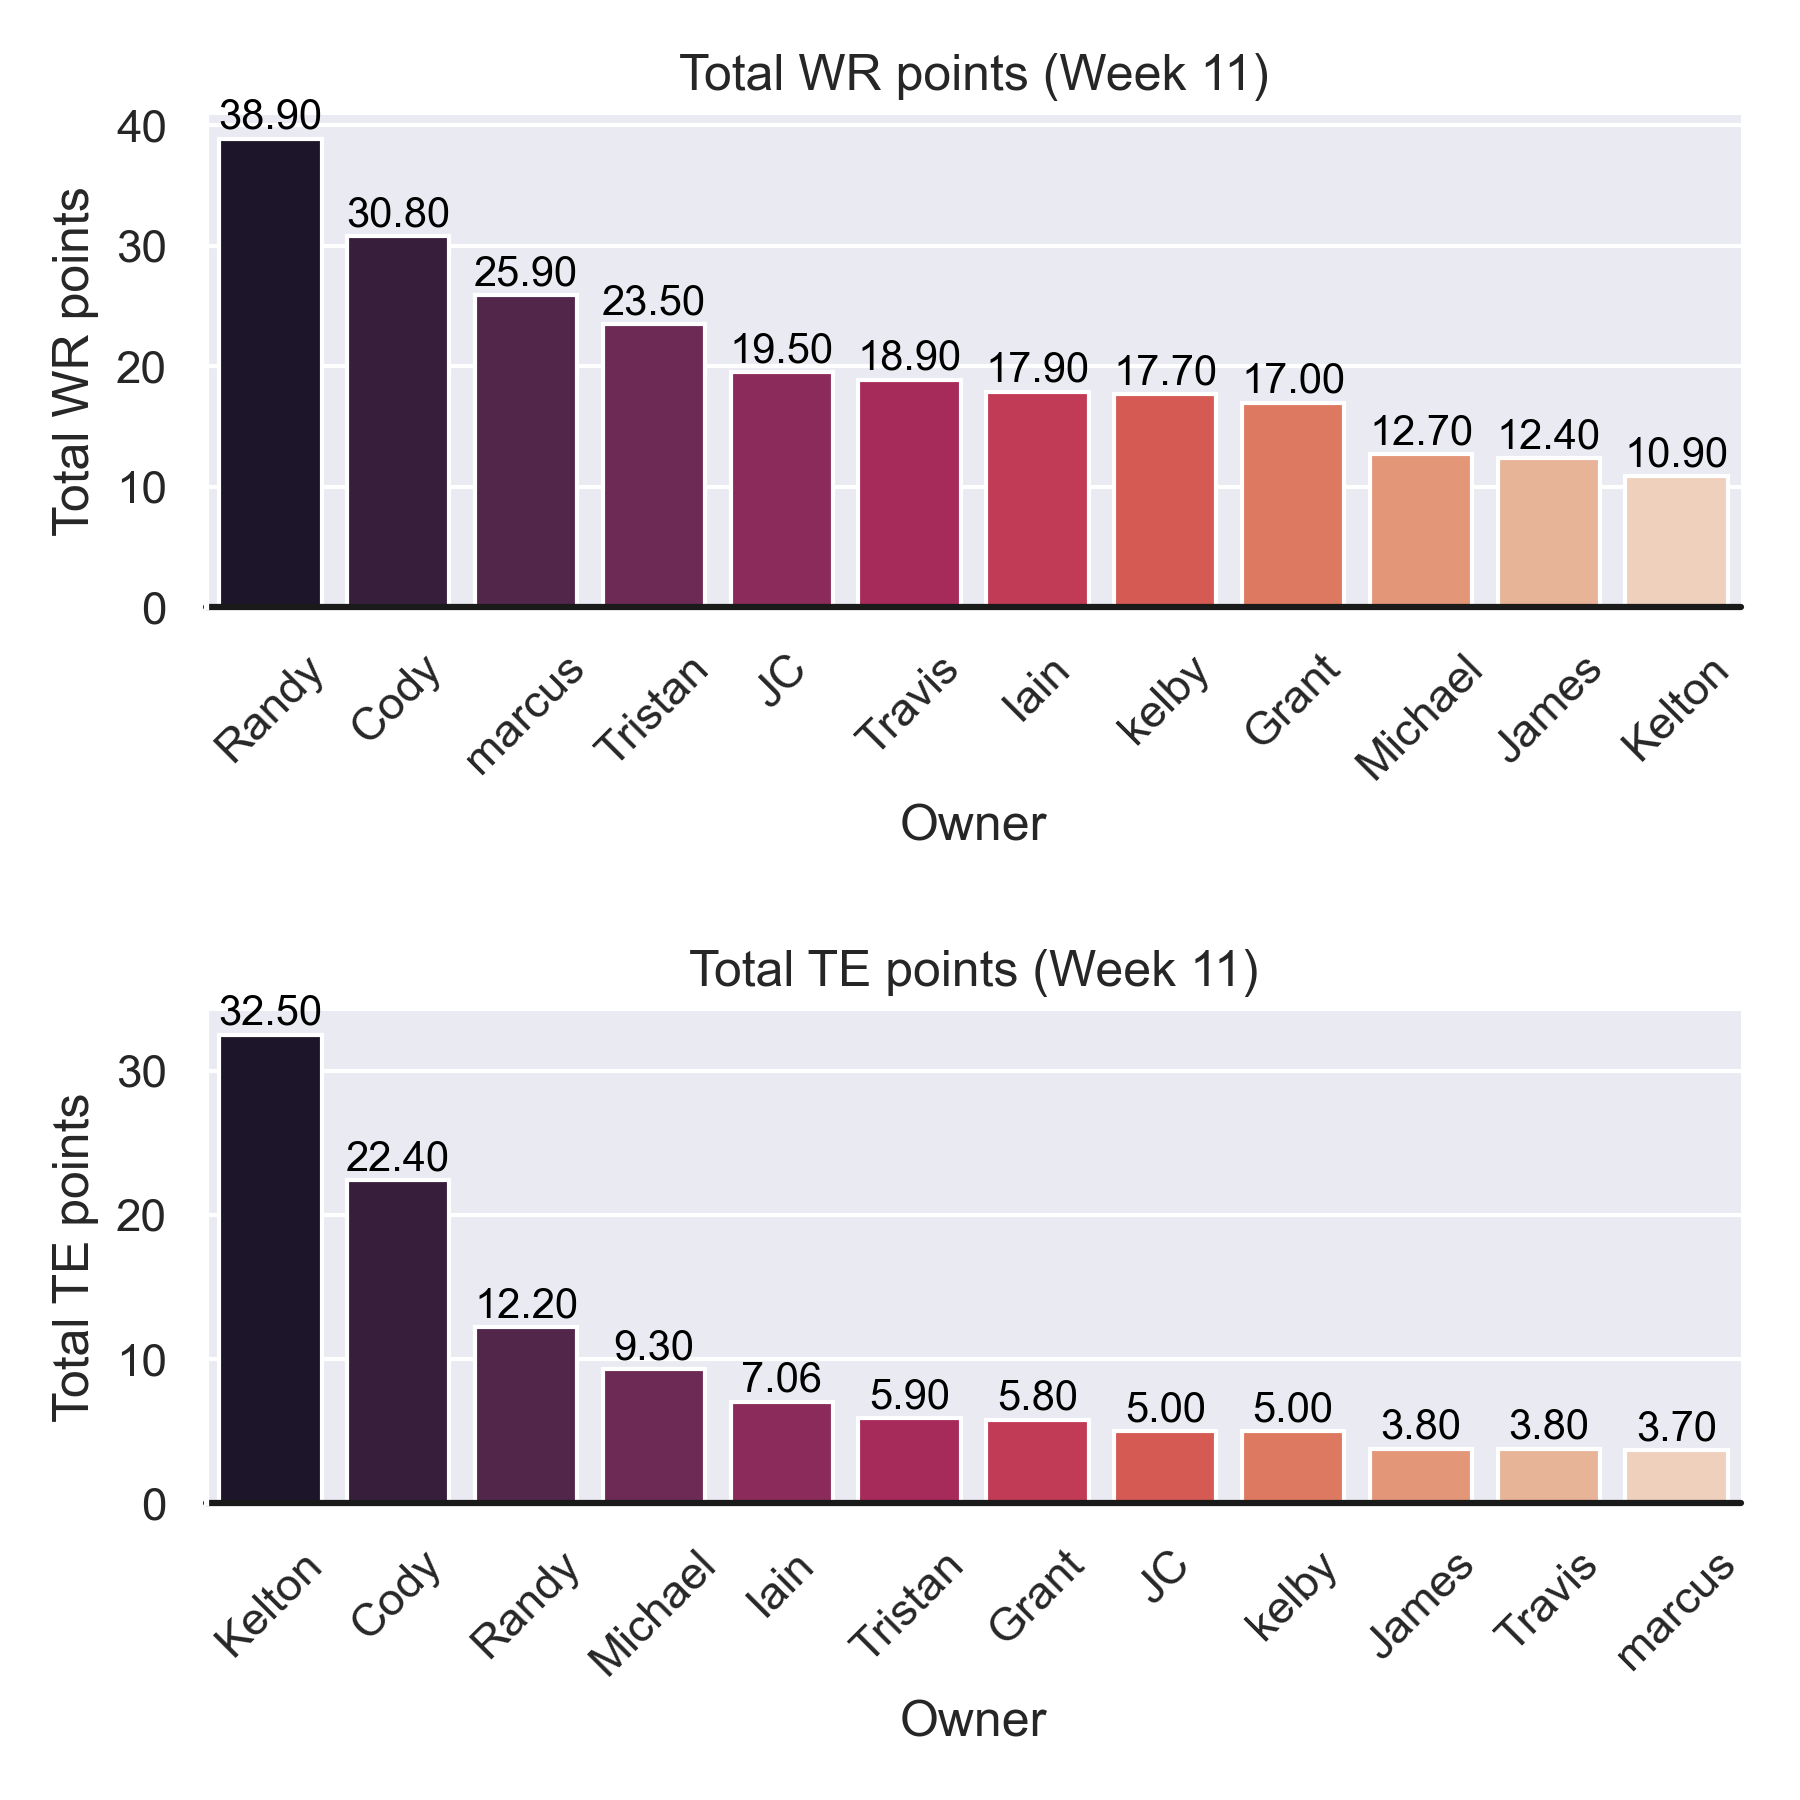 Total WR points (Week 11)
Total WR points
40
30
20
10
0
38.90
30.80
25.90
23.50
19.50
18.90
17.90
17.70
17.00
12.70
12.40
10.90
Randy
Cody
marcus
Tristan
JC
Travis
Iain
kelby
Grant
Michael
James
Kelton
Owner
Total TE points (Week 11)
Total TE points
30
20
10
0
32.50
22.40
12.20
9.30
7.06
5.90
5.80
5.00
5.00
3.80
3.80
3.70
Kelton
Cody
Randy
Michael
Iain
Tristan
Grant
JC
kelby
James
Travis
marcus
Owner